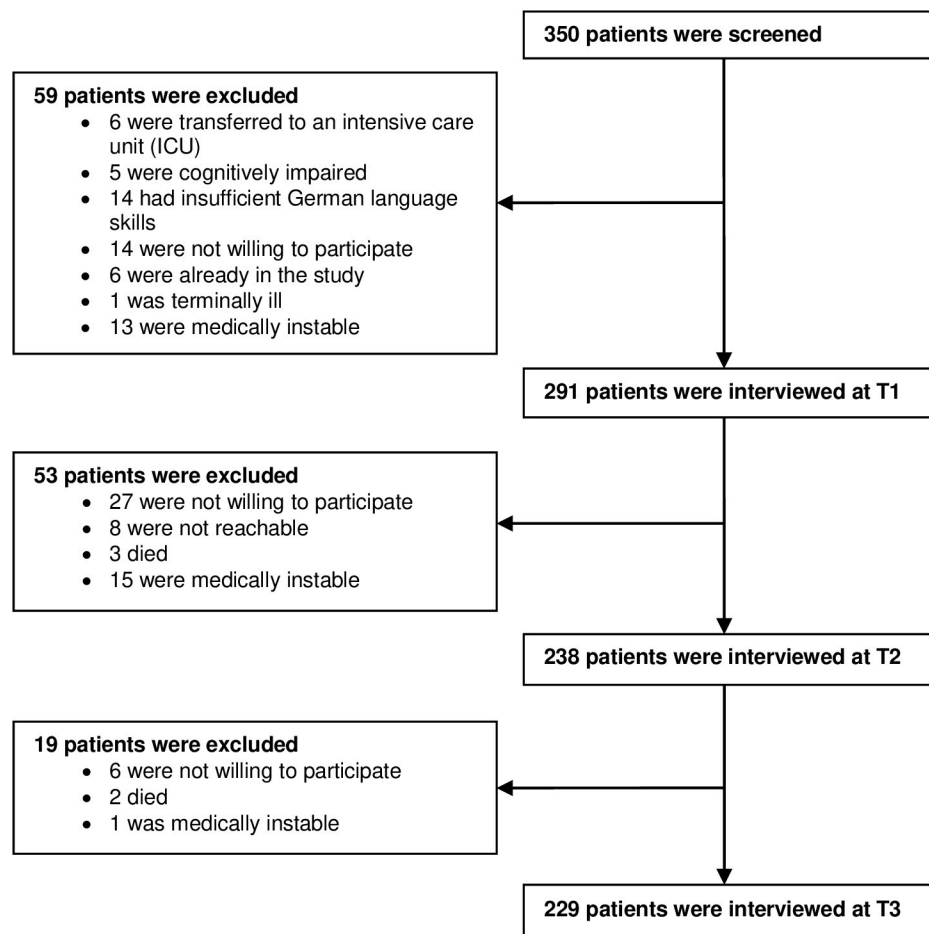 350 patients were screened
59 patients were excluded
• 6 were transferred to an intensive care
unit (ICU)
• 5 were cognitively impaired
• 14 had insufficient German language
skills
• 14 were not willing to participate
• 6 were already in the study
• 1 was terminally ill
• 13 were medically instable
291 patients were interviewed at T1
53 patients were excluded
• 27 were not willing to participate
• 8 were not reachable
• 3 died
• 15 were medically instable
238 patients were interviewed at T2
19 patients were excluded
• 6 were not willing to participate
• 2 died
• 1 was medically instable
229 patients were interviewed at T3